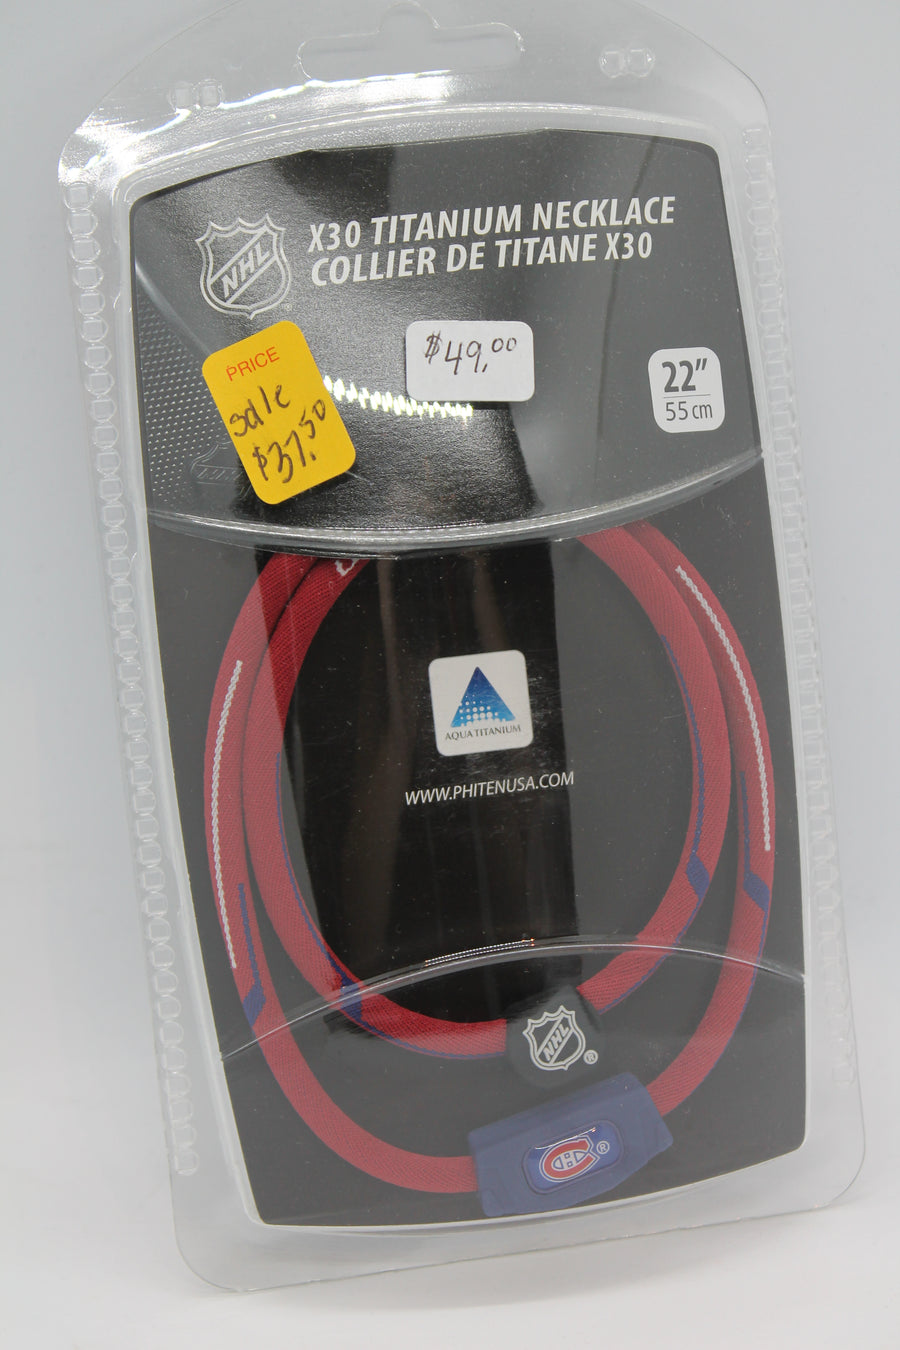 NHL
X30 TITANIUM NECKLACE
COLLIER DE TITANE X30
PRICE
sale
$37.50
$49.00
22"
55 cm
AQUA TITANIUM
WWW.PHITENUSA.COM
NHL
®
CH
®